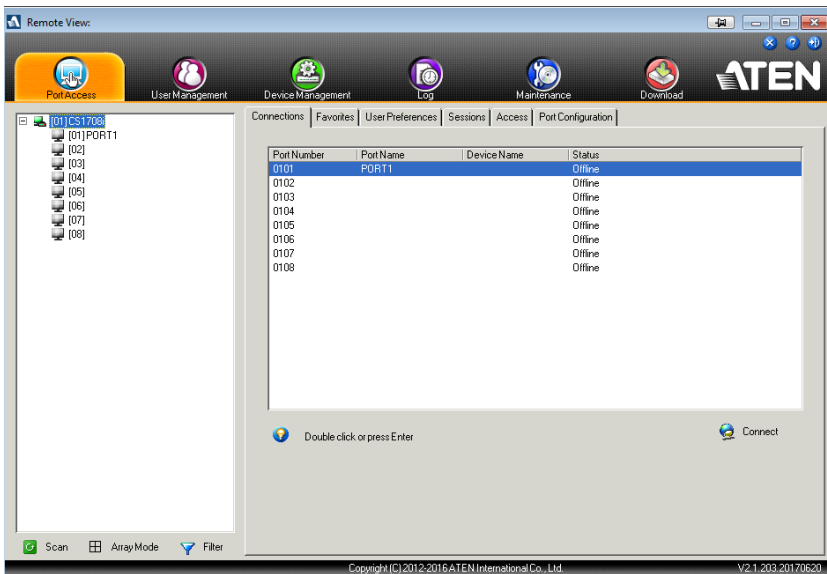 Remote View:
ATEN
Port Access
User Management
Device Management
Log
Maintenance
Download
[01]CS1708i
[01]PORT1
[02]
[03]
[04]
[05]
[06]
[07]
[08]
Scan
Array Mode
Filter
Connections Favorites User Preferences Sessions Access Port Configuration
Port Number Port Name Device Name Status
0101 PORT1 Offline
0102 Offline
0103 Offline
0104 Offline
0105 Offline
0106 Offline
0107 Offline
0108 Offline
Double click or press Enter
Connect
Copyright (C) 2012-2016 ATEN International Co., Ltd.
V2.1.203.20170620